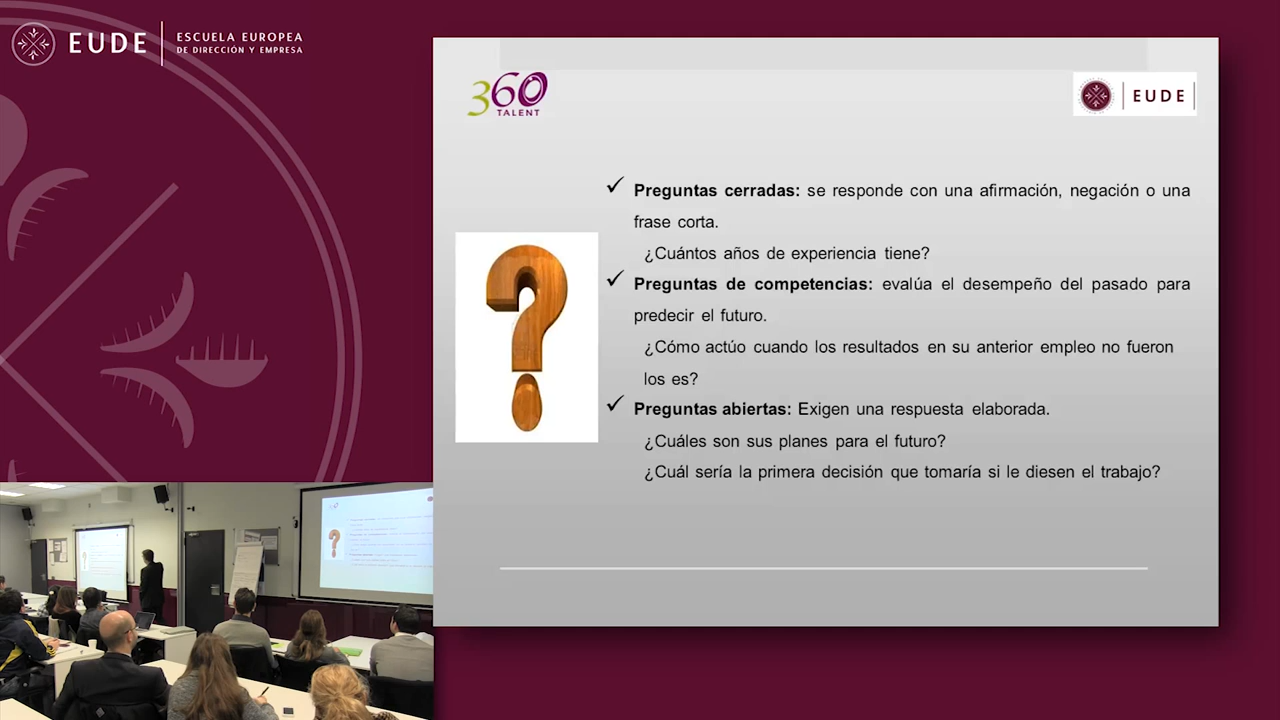 EUDE
ESCUELA EUROPEA
DE DIRECCIÓN Y EMPRESA
360
TALENT
EUDE
Preguntas cerradas: se responde con una afirmación, negación o una
frase corta.
¿Cuántos años de experiencia tiene?
Preguntas de competencias: evalúa el desempeño del pasado para
predecir el futuro.
¿Cómo actúo cuando los resultados en su anterior empleo no fueron
los es?
Preguntas abiertas: Exigen una respuesta elaborada.
¿Cuáles son sus planes para el futuro?
¿Cuál sería la primera decisión que tomaría si le diesen el trabajo?